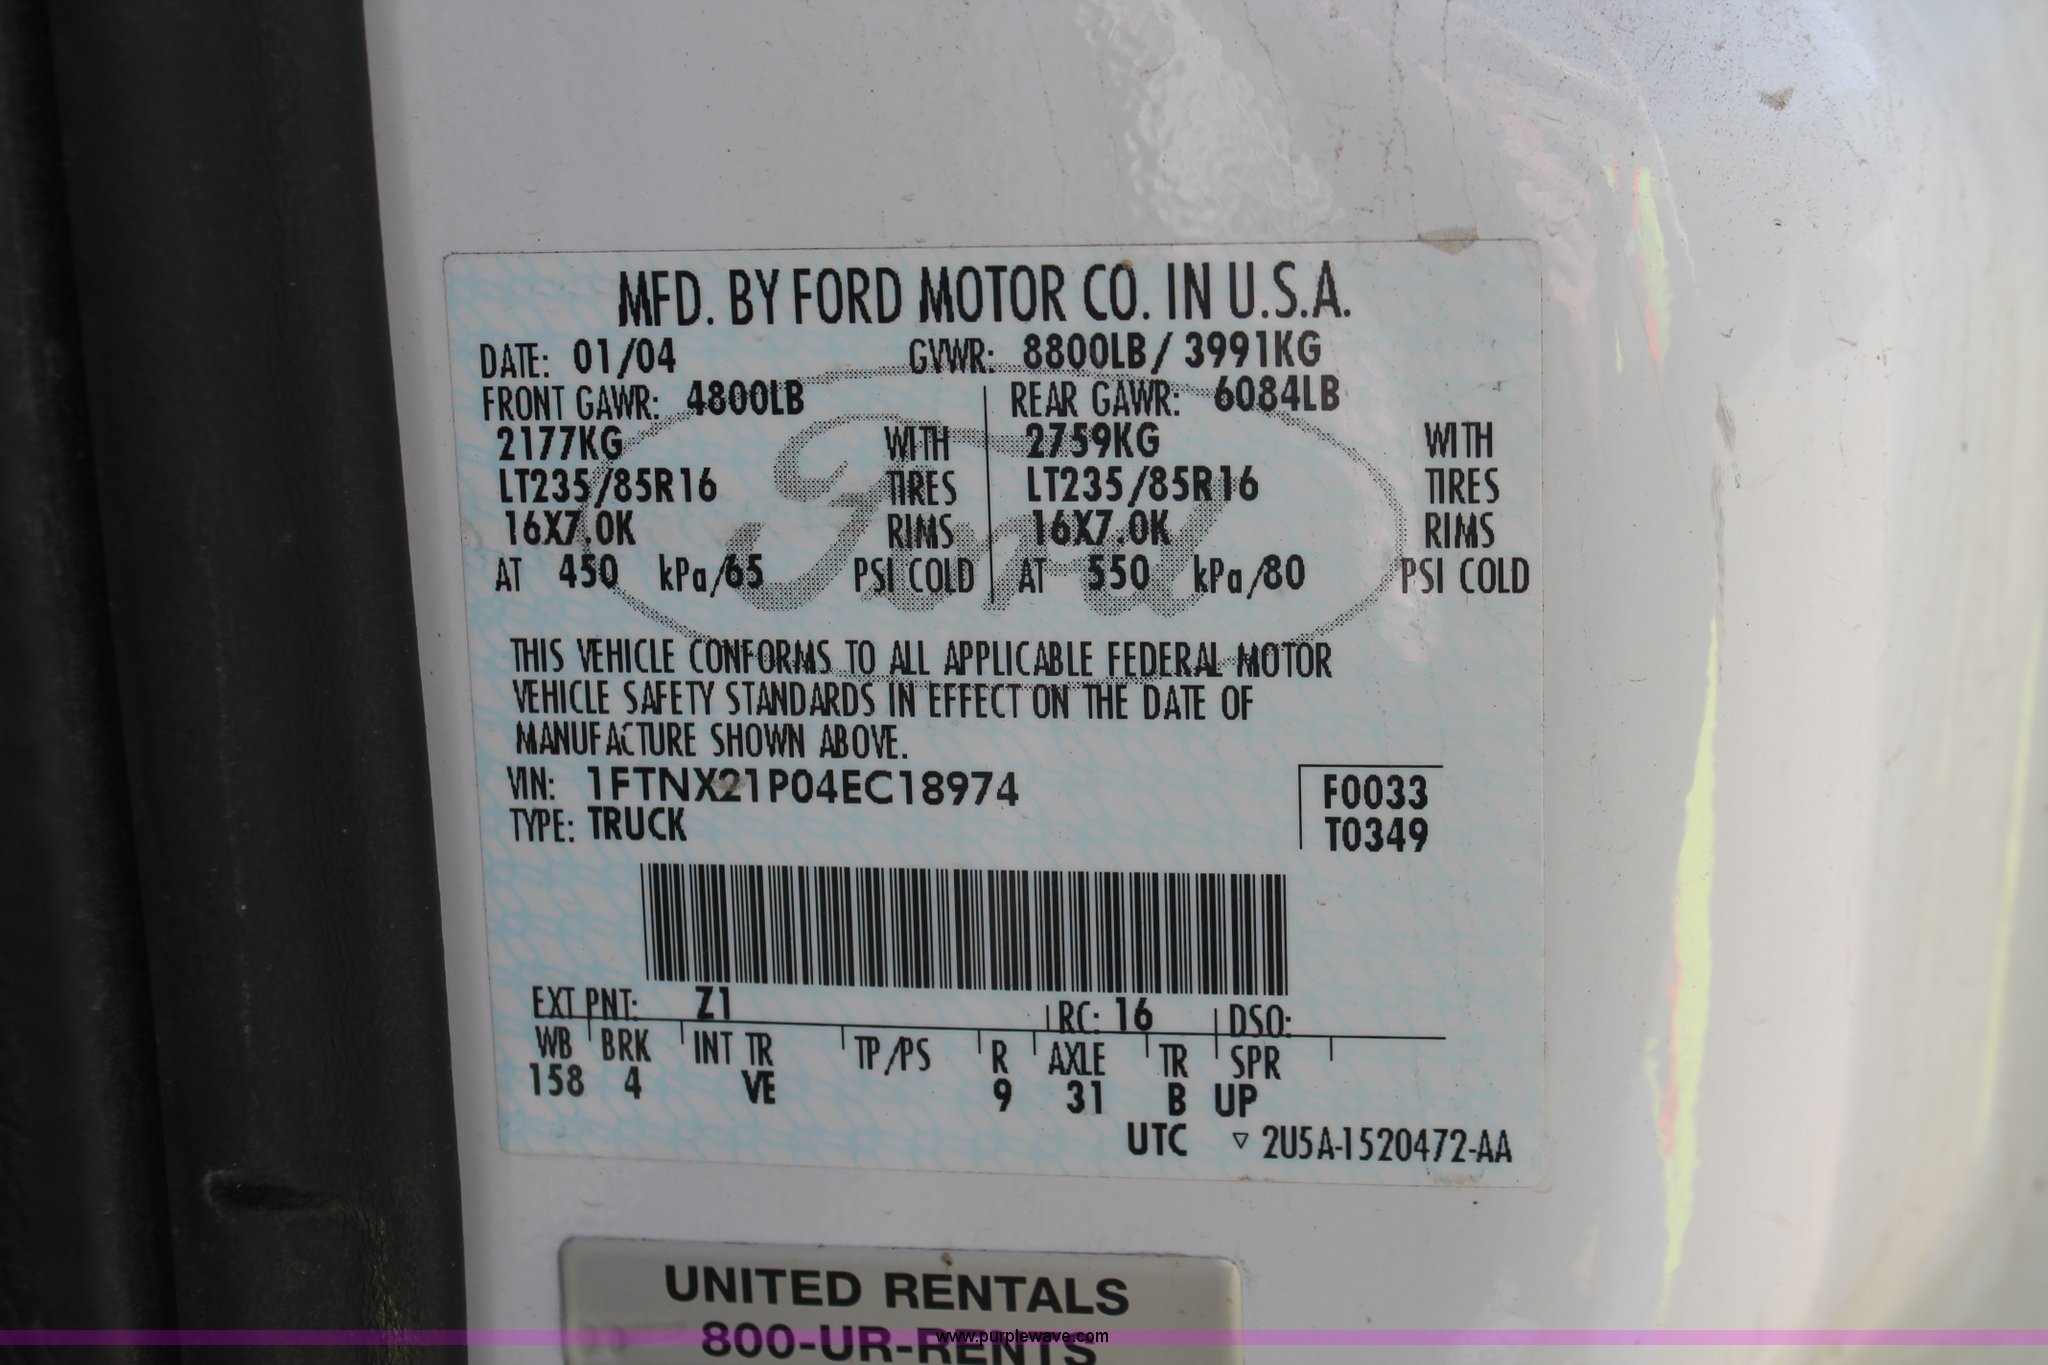 MFD. BY FORD MOTOR CO. IN U.S.A.
DATE: 01/04 GVWR: 8800LB / 3991KG
FRONT GAWR: 4800LB REAR GAWR: 6084LB
2177KG WITH 2759KG WITH
LT235/85R16 TIRES LT235/85R16 TIRES
16X7.0K RIMS 16X7.0K RIMS
AT 450 kPa/65 PSI COLD AT 550 kPa/80 PSI COLD
Ford
THIS VEHICLE CONFORMS TO ALL APPLICABLE FEDERAL MOTOR
VEHICLE SAFETY STANDARDS IN EFFECT ON THE DATE OF
MANUFACTURE SHOWN ABOVE.
VIN: 1FTNX21P04EC18974 F0033
TYPE: TRUCK T0349
EXT PNT: Z1 RC: 16 DSO:
WB BRK INT TR TP/PS R AXLE TR SPR
158 4 VE 9 31 B UP
UTC ▽ 2U5A-1520472-AA
UNITED RENTALS
800-UR-RENTS
www.purplewave.com